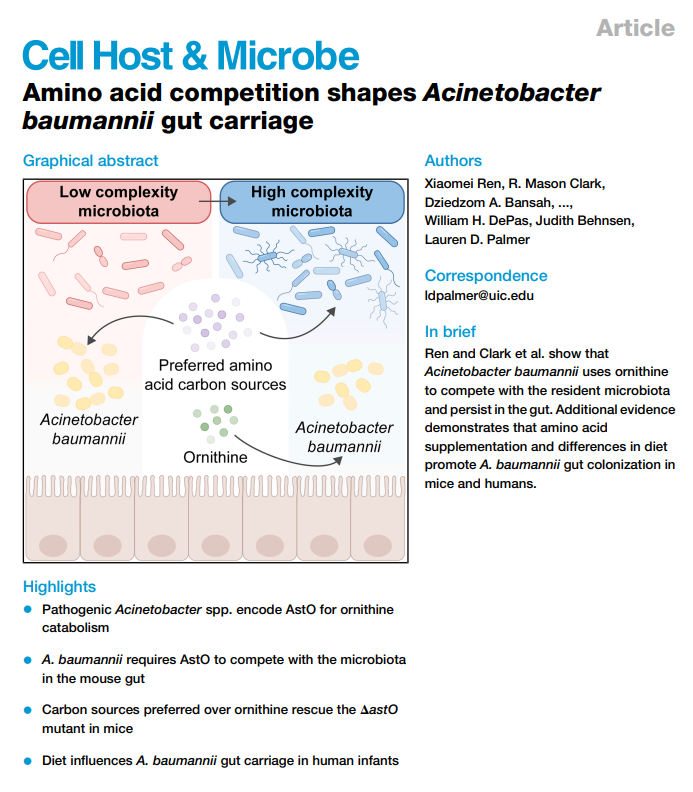 Article
Cell Host & Microbe
Amino acid competition shapes Acinetobacter
baumannii gut carriage
Graphical abstract
Low complexity
microbiota
High complexity
microbiota
Preferred amino
acid carbon sources
Acinetobacter
baumannii
Acinetobacter
baumannii
Ornithine
Authors
Xiaomei Ren, R. Mason Clark,
Dziedzom A. Bansah, ...,
William H. DePas, Judith Behnsen,
Lauren D. Palmer
Correspondence
ldpalmer@uic.edu
In brief
Ren and Clark et al. show that
Acinetobacter baumannii uses ornithine
to compete with the resident microbiota
and persist in the gut. Additional evidence
demonstrates that amino acid
supplementation and differences in diet
promote A. baumannii gut colonization in
mice and humans.
Highlights
● Pathogenic Acinetobacter spp. encode AstO for ornithine
catabolism
● A. baumannii requires AstO to compete with the microbiota
in the mouse gut
● Carbon sources preferred over ornithine rescue the ΔastO
mutant in mice
● Diet influences A. baumannii gut carriage in human infants